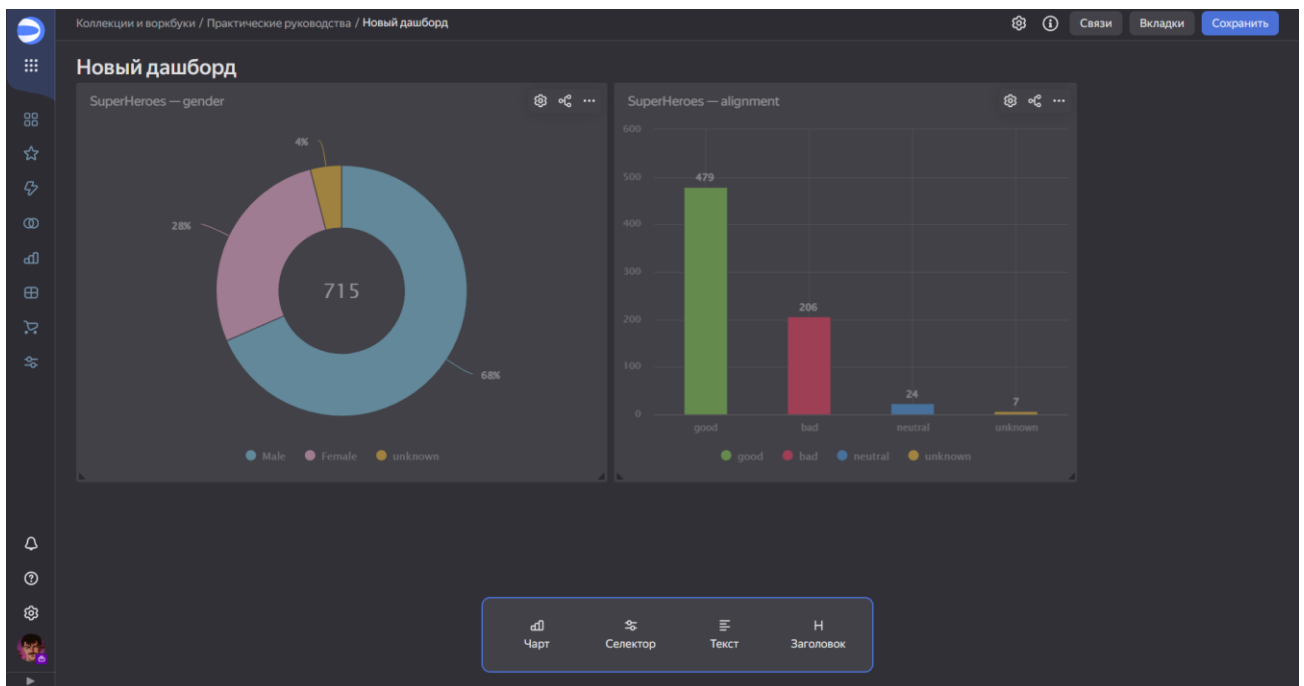 Коллекции и воркбуки / Практические руководства / Новый дашборд
Связи
Вкладки
Сохранить
Новый дашборд
SuperHeroes — gender
4%
28%
715
68%
Male Female unknown
SuperHeroes — alignment
600
500
400
300
200
100
0
479
206
24
7
good bad neutral unknown
good bad neutral unknown
Чарт Селектор Текст Заголовок